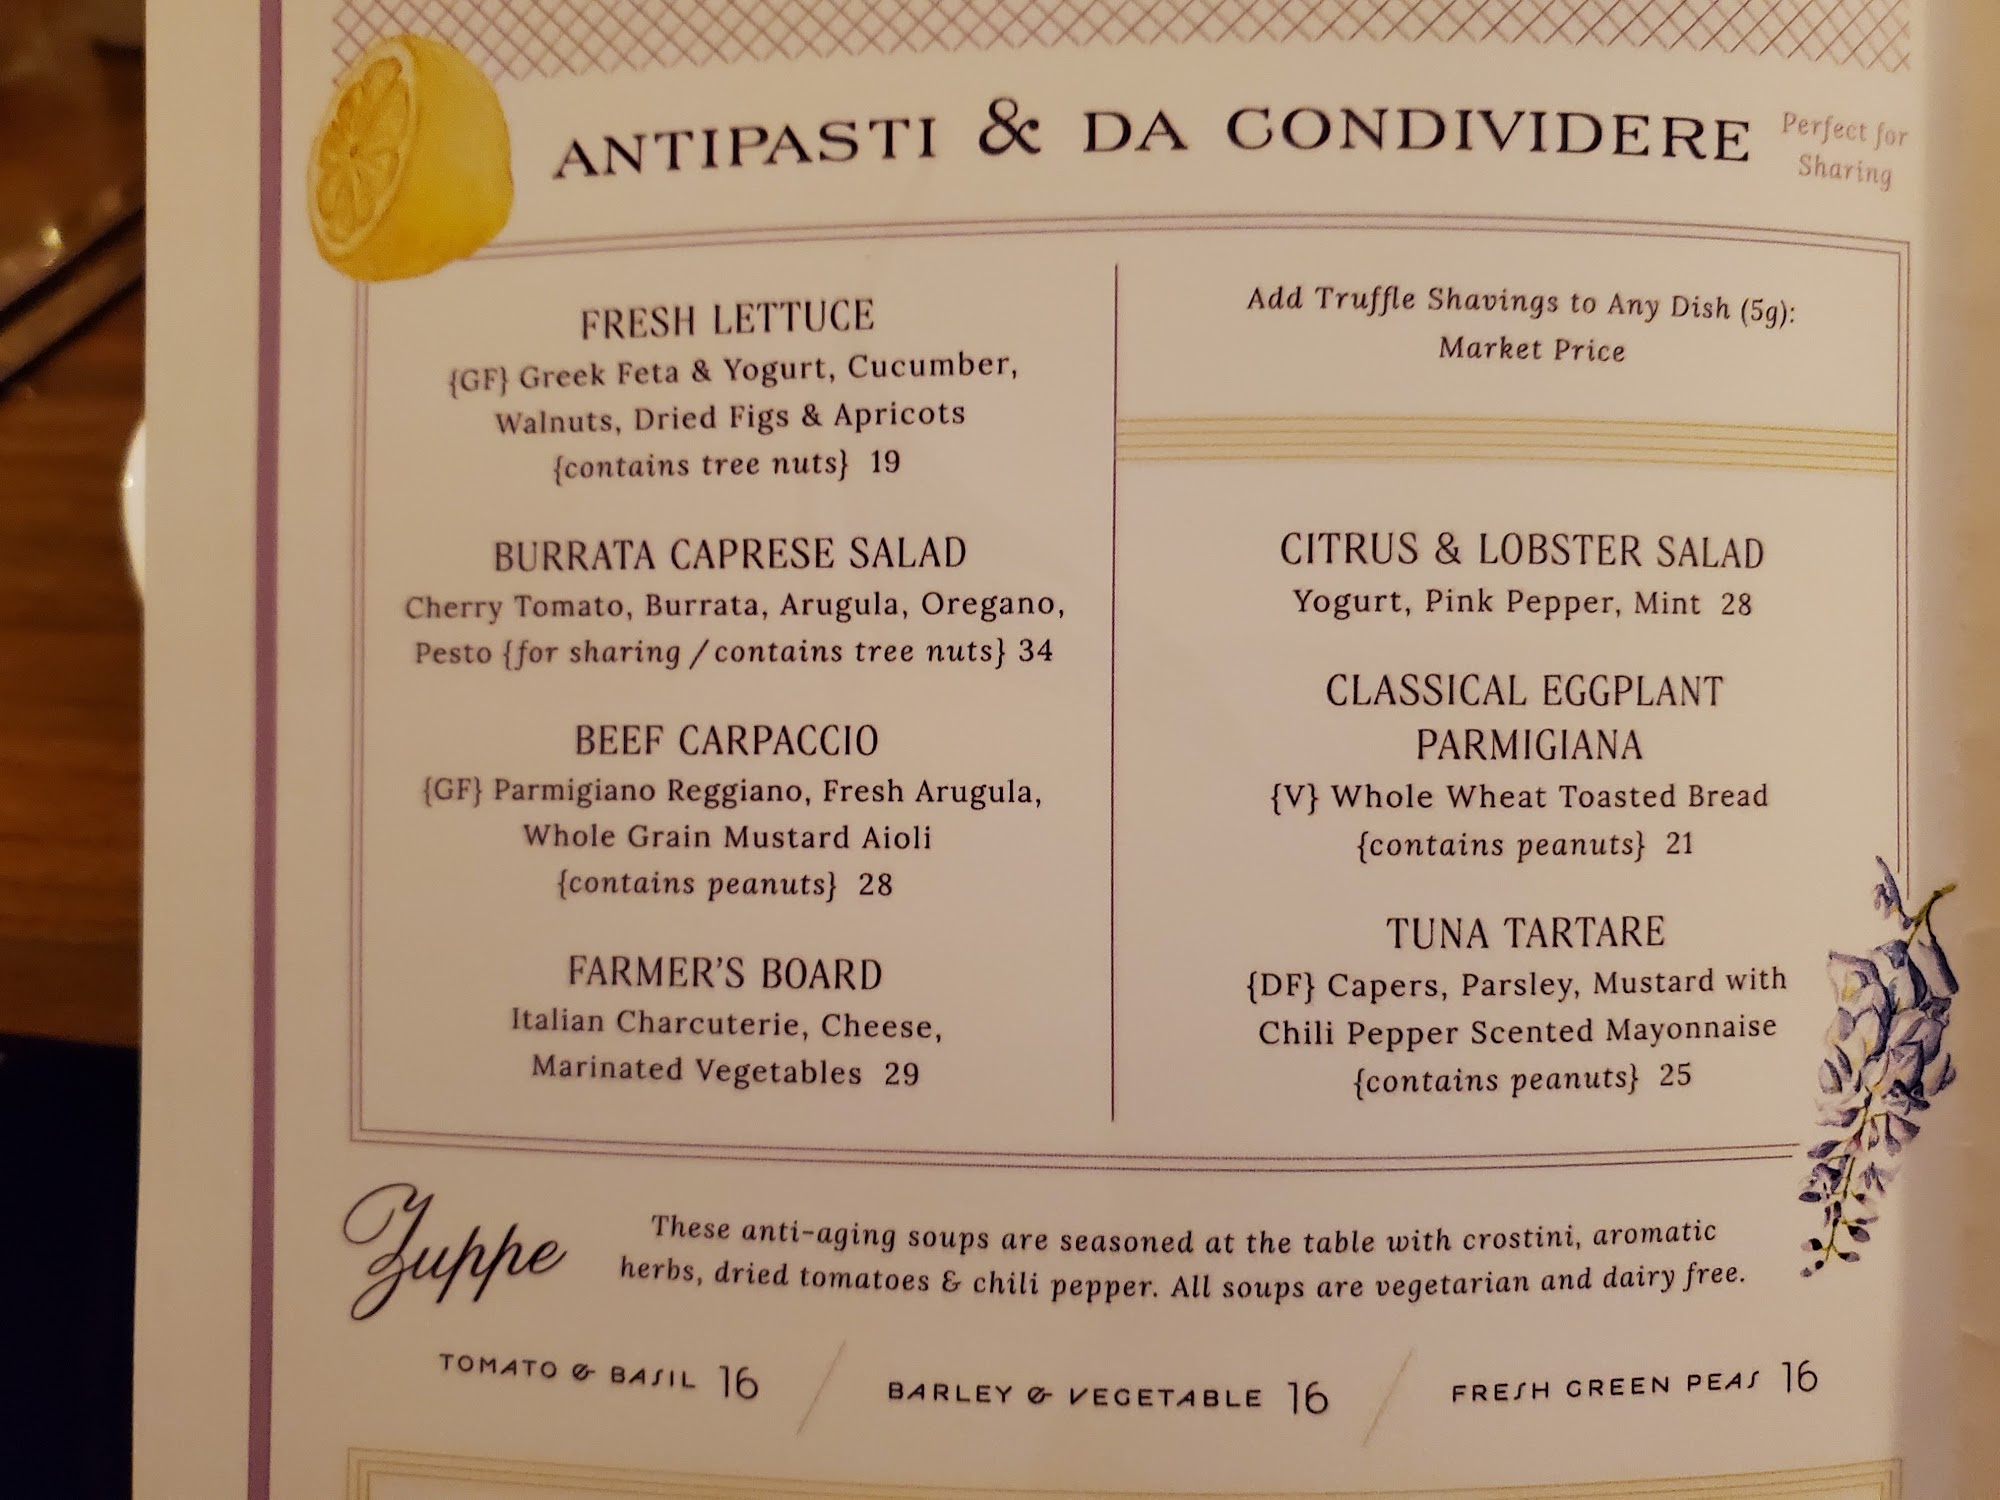 ANTIPASTI & DA CONDIVIDERE
Perfect for
Sharing
FRESH LETTUCE
{GF} Greek Feta & Yogurt, Cucumber,
Walnuts, Dried Figs & Apricots
{contains tree nuts} 19
BURRATA CAPRESE SALAD
Cherry Tomato, Burrata, Arugula, Oregano,
Pesto {for sharing / contains tree nuts} 34
BEEF CARPACCIO
{GF} Parmigiano Reggiano, Fresh Arugula,
Whole Grain Mustard Aioli
{contains peanuts} 28
FARMER'S BOARD
Italian Charcuterie, Cheese,
Marinated Vegetables 29
Add Truffle Shavings to Any Dish (5g):
Market Price
CITRUS & LOBSTER SALAD
Yogurt, Pink Pepper, Mint 28
CLASSICAL EGGPLANT
PARMIGIANA
{V} Whole Wheat Toasted Bread
{contains peanuts} 21
TUNA TARTARE
{DF} Capers, Parsley, Mustard with
Chili Pepper Scented Mayonnaise
{contains peanuts} 25
Zuppe
These anti-aging soups are seasoned at the table with crostini, aromatic
herbs, dried tomatoes & chili pepper. All soups are vegetarian and dairy free.
TOMATO & BASIL 16
BARLEY & VEGETABLE 16
FRESH GREEN PEAS 16